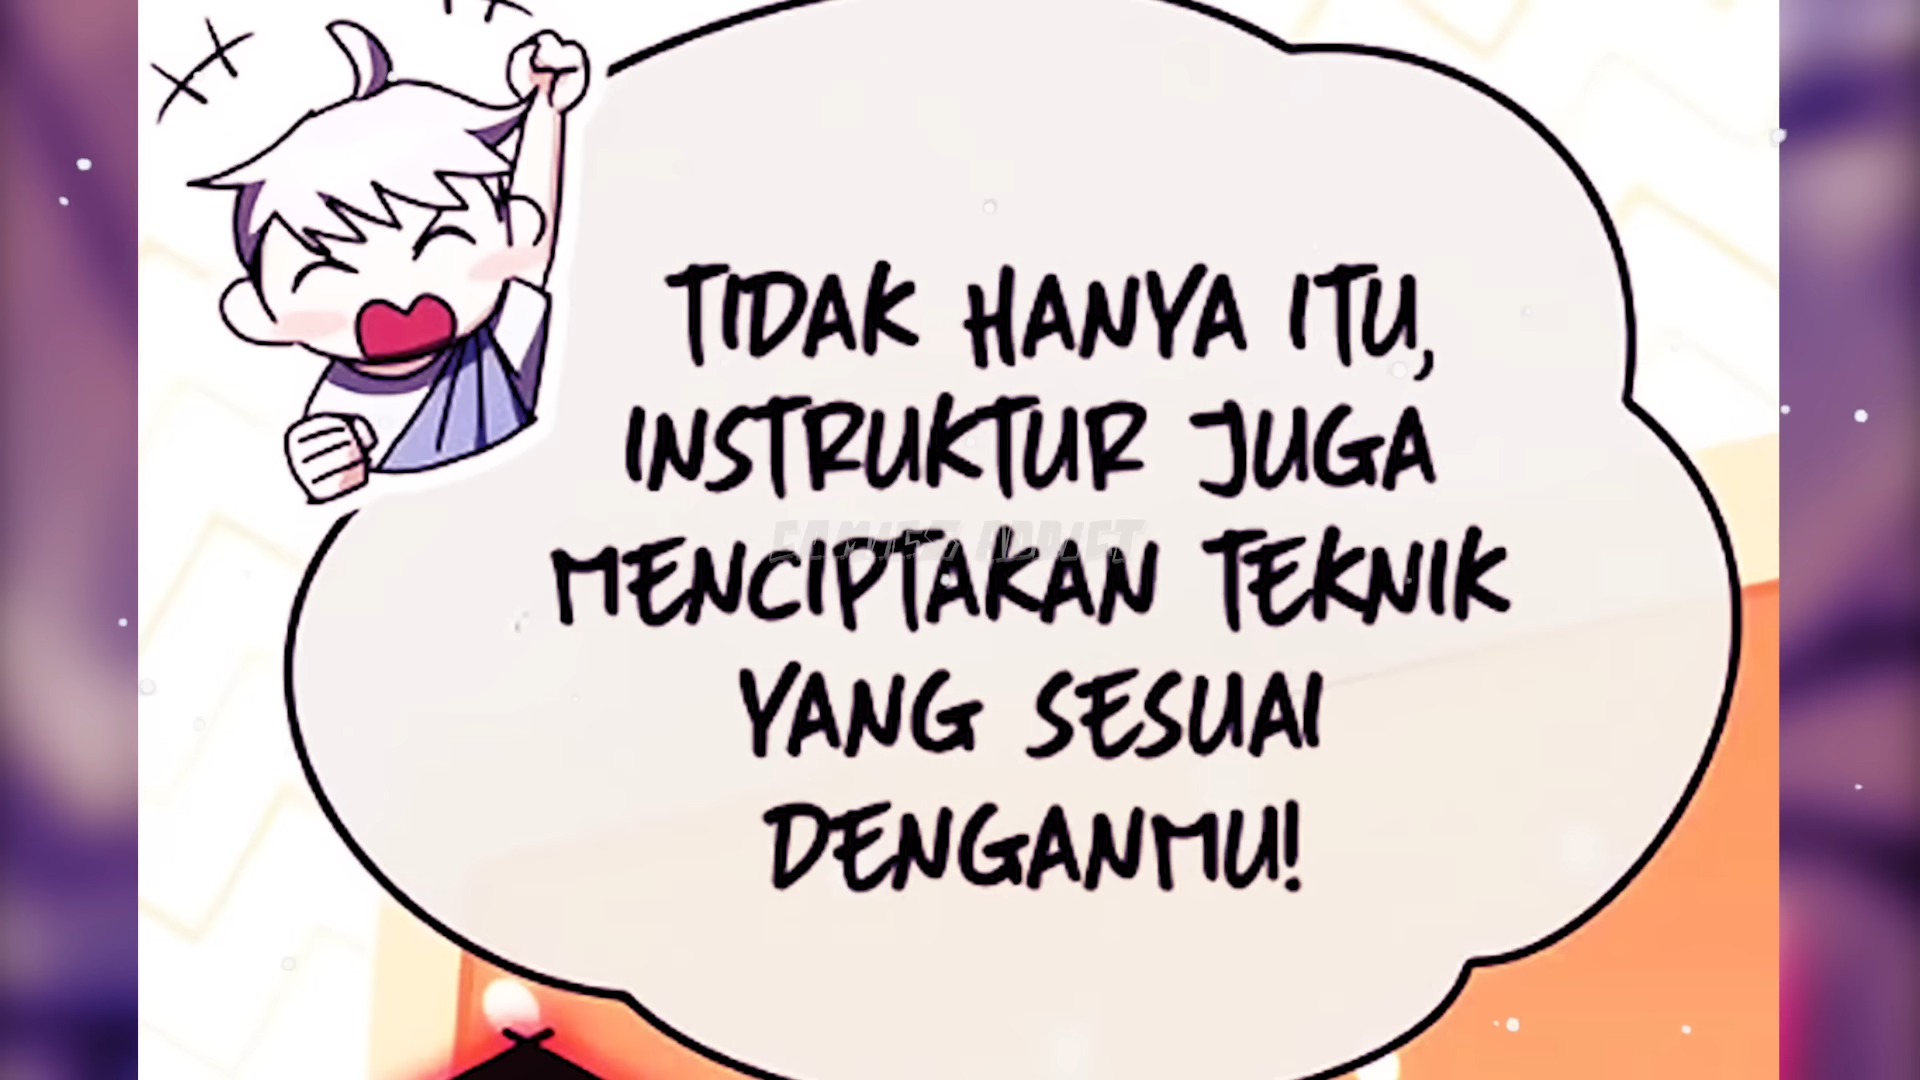 TIDAK HANYA ITU,
INSTRUKTUR JUGA
MENCIPTAKAN TEKNIK
YANG SESUAI
DENGANMU!